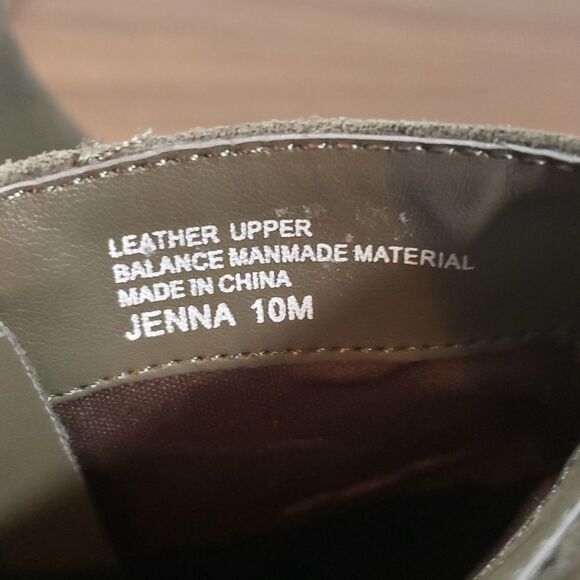 LEATHER UPPER
BALANCE MANMADE MATERIAL
MADE IN CHINA
JENNA 10M